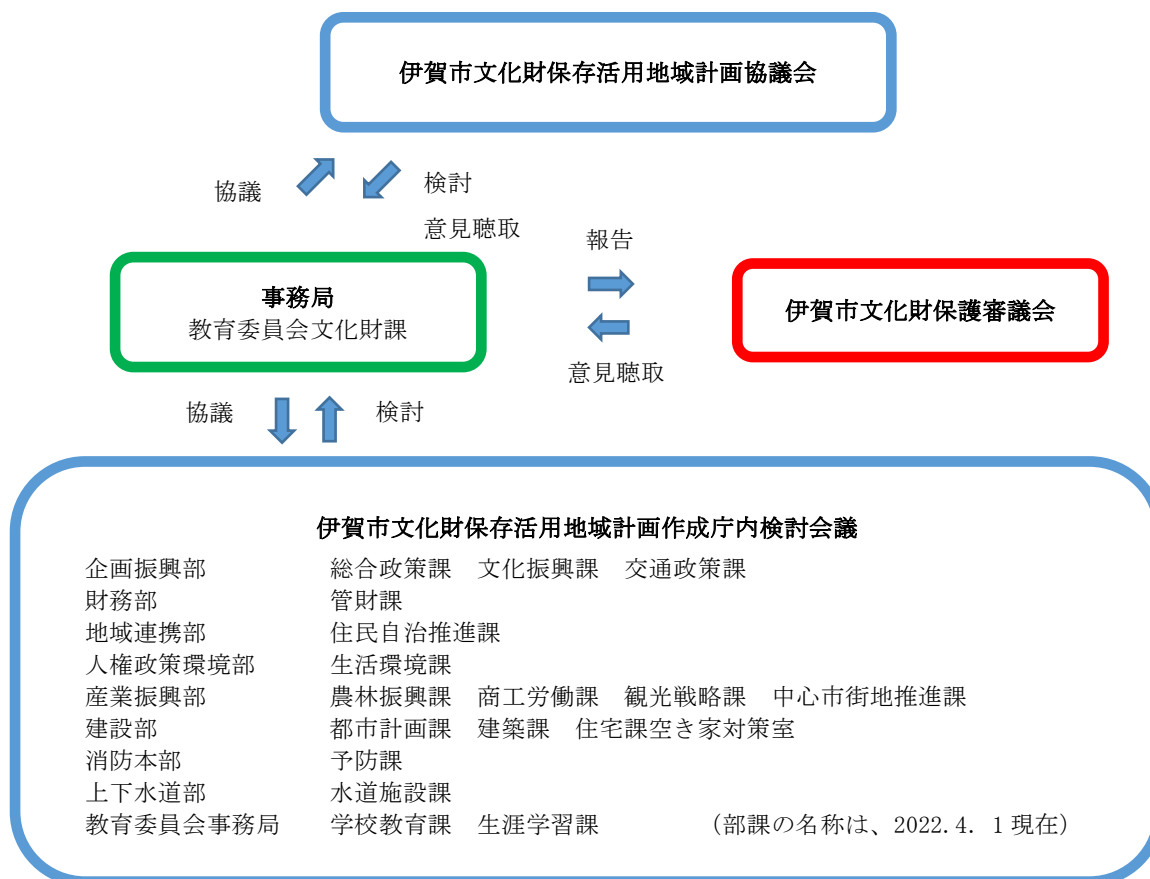 伊賀市文化財保存活用地域計画協議会
協議
検討
意見聴取
報告
事務局
教育委員会文化財課
伊賀市文化財保護審議会
意見聴取
協議
検討
伊賀市文化財保存活用地域計画作成庁内検討会議
企画振興部 総合政策課 文化振興課 交通政策課
財務部 管財課
地域連携部 住民自治推進課
人権政策環境部 生活環境課
産業振興部 農林振興課 商工労働課 観光戦略課 中心市街地推進課
建設部 都市計画課 建築課 住宅課空き家対策室
消防本部 予防課
上下水道部 水道施設課
教育委員会事務局 学校教育課 生涯学習課 (部課の名称は、2022.4. 1 現在)